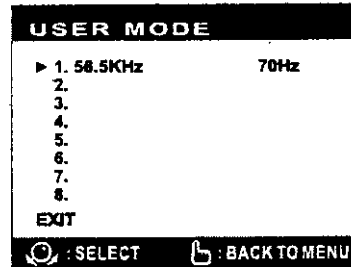 USER MODE
▶ 1. 56.5KHz 70Hz
2.
3.
4.
5.
6.
7.
8.
EXIT
: SELECT : BACK TO MENU